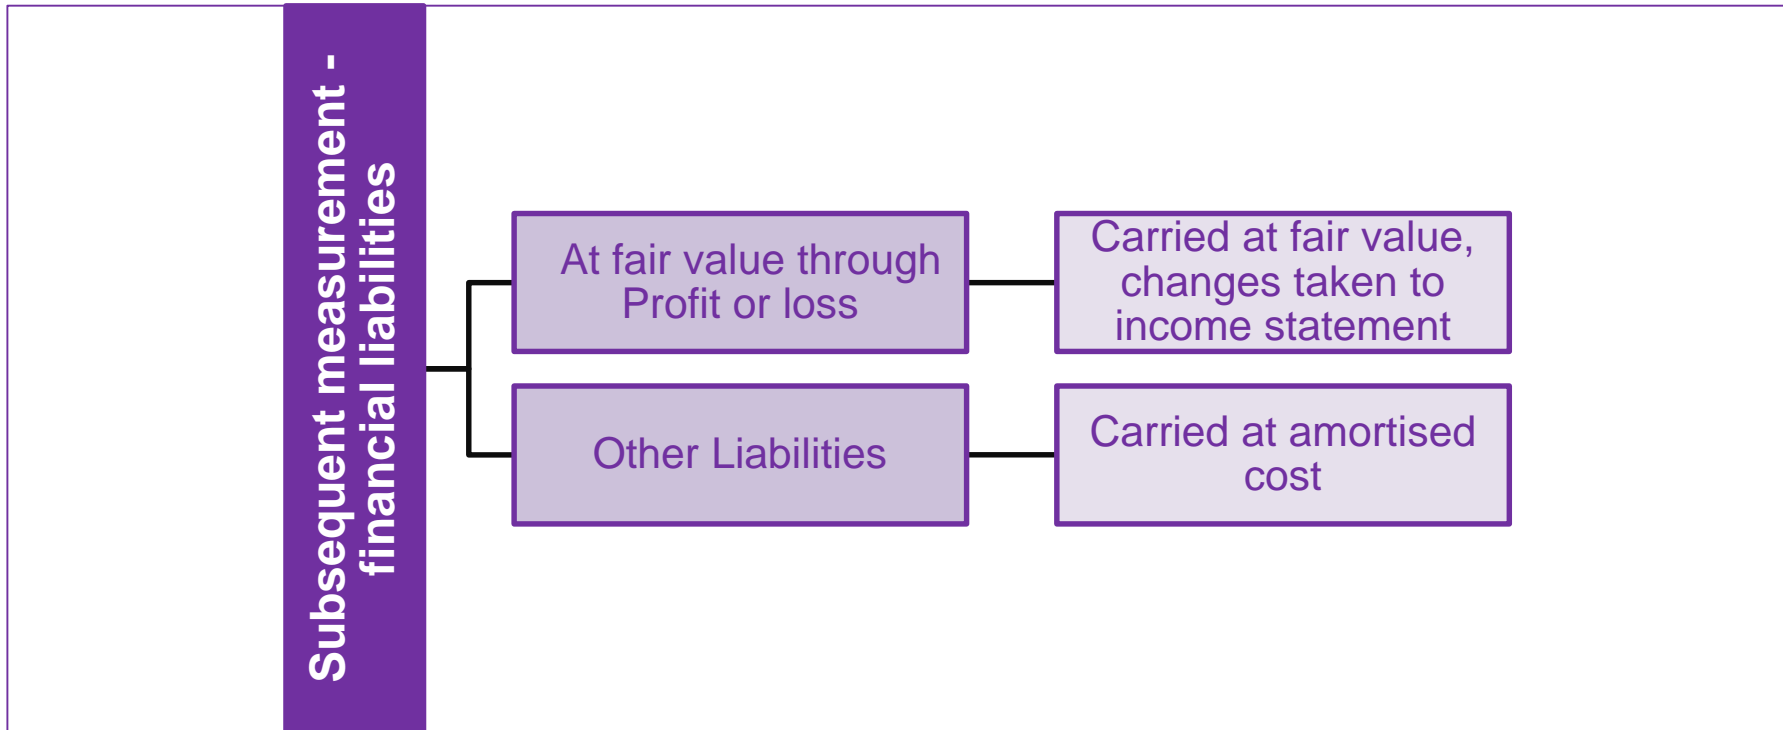 Subsequent measurement -
financial liabilities
At fair value through
Profit or loss
Carried at fair value,
changes taken to
income statement
Other Liabilities
Carried at amortised
cost